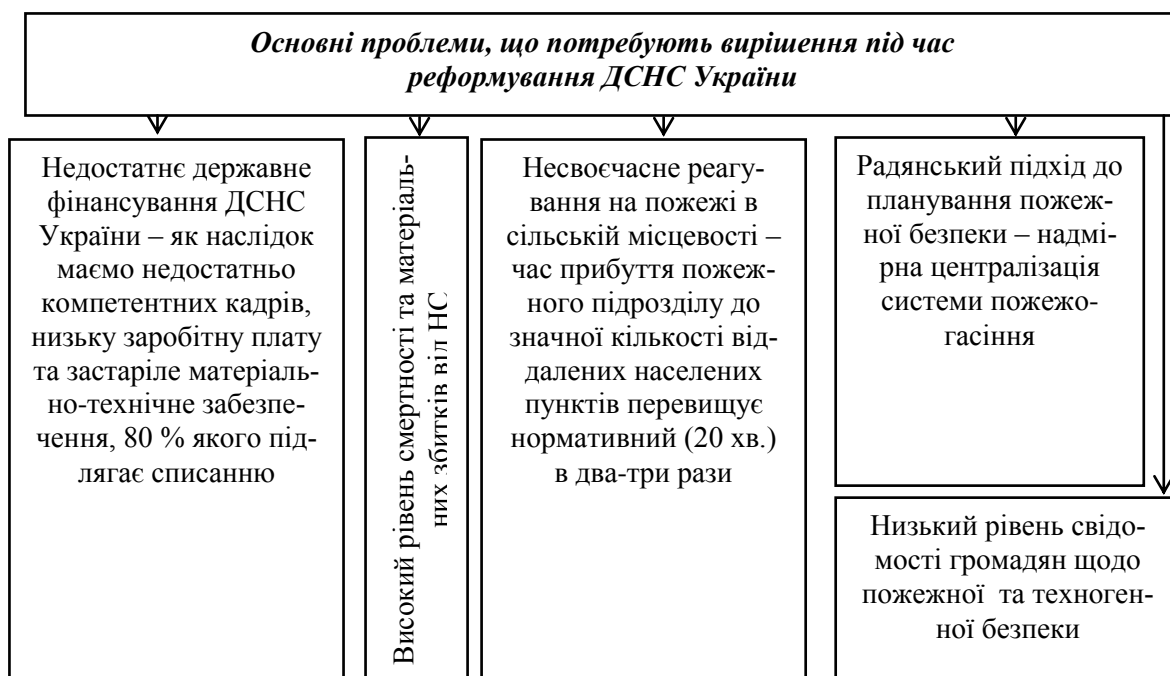 Основні проблеми, що потребують вирішення під час
реформування ДСНС України
Недостатнє державне
фінансування ДСНС
України – як наслідок
маємо недостатньо
компетентних кадрів,
низьку заробітну плату
та застаріле матеріаль-
но-технічне забезпе-
чення, 80 % якого під-
лягає списанню
Високий рівень смертності та матеріаль-
них збитків від НС
Несвоєчасне реагу-
вання на пожежі в
сільській місцевості –
час прибуття пожеж-
ного підрозділу до
значної кількості від-
далених населених
пунктів перевищує
нормативний (20 хв.)
в два-три рази
Радянський підхід до
планування пожеж-
ної безпеки – надмі-
рна централізація
системи пожежо-
гасіння
Низький рівень свідо-
мості громадян щодо
пожежної та техноген-
ної безпеки